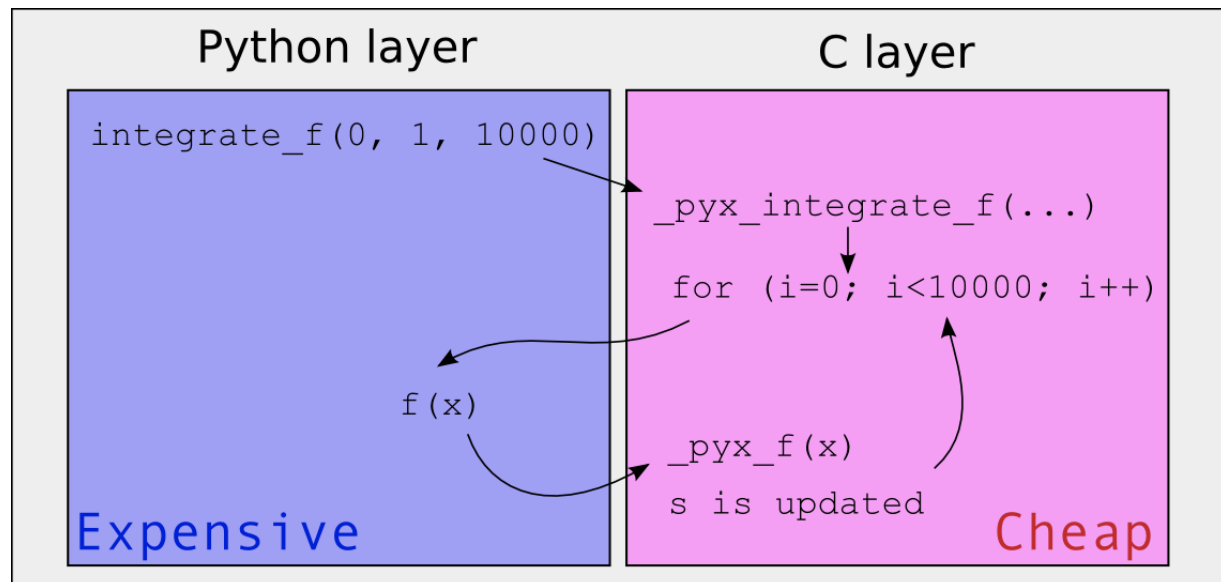 Python layer
C layer
integrate_f(0, 1, 10000)
_pyx_integrate_f(...)
for (i=0; i<10000; i++)
f(x)
_pyx_f(x)
s is updated
Expensive
Cheap